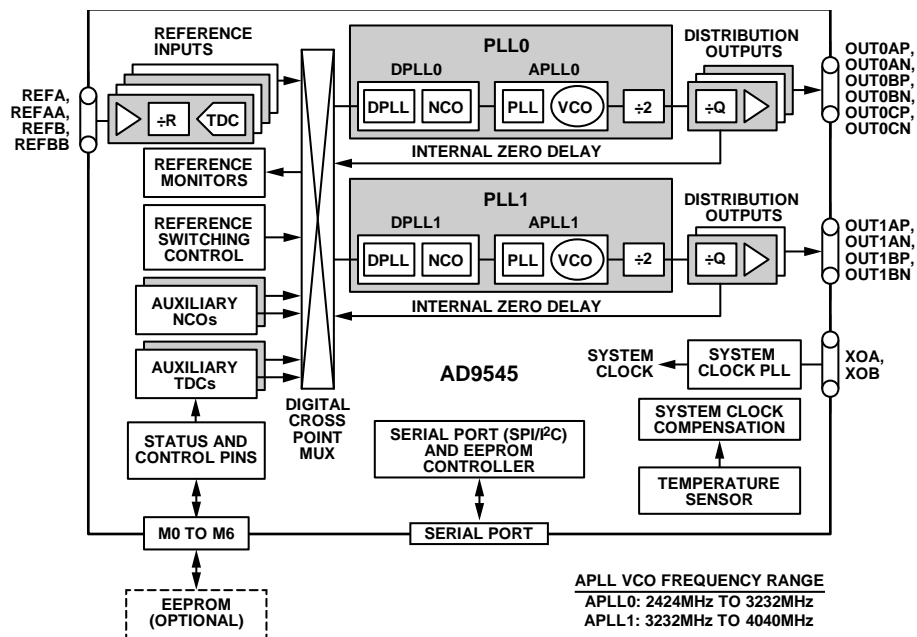 REFERENCE
INPUTS
REFA,
REFAA,
REFB,
REFBB
÷R
TDC
REFERENCE
MONITORS
REFERENCE
SWITCHING
CONTROL
AUXILIARY
NCOs
AUXILIARY
TDCs
STATUS AND
CONTROL PINS
M0 TO M6
EEPROM
(OPTIONAL)
DIGITAL
CROSS
POINT
MUX
PLL0
DPLL0
APLL0
DPLL
NCO
PLL
VCO
÷2
INTERNAL ZERO DELAY
DISTRIBUTION
OUTPUTS
÷Q
OUT0AP,
OUT0AN,
OUT0BP,
OUT0BN,
OUT0CP,
OUT0CN
PLL1
DPLL1
APLL1
DPLL
NCO
PLL
VCO
÷2
INTERNAL ZERO DELAY
DISTRIBUTION
OUTPUTS
÷Q
OUT1AP,
OUT1AN,
OUT1BP,
OUT1BN
AD9545
SYSTEM
CLOCK
SYSTEM
CLOCK PLL
XOA,
XOB
SYSTEM CLOCK
COMPENSATION
TEMPERATURE
SENSOR
SERIAL PORT (SPI/I²C)
AND EEPROM
CONTROLLER
SERIAL PORT
APLL VCO FREQUENCY RANGE
APLL0: 2424MHz TO 3232MHz
APLL1: 3232MHz TO 4040MHz